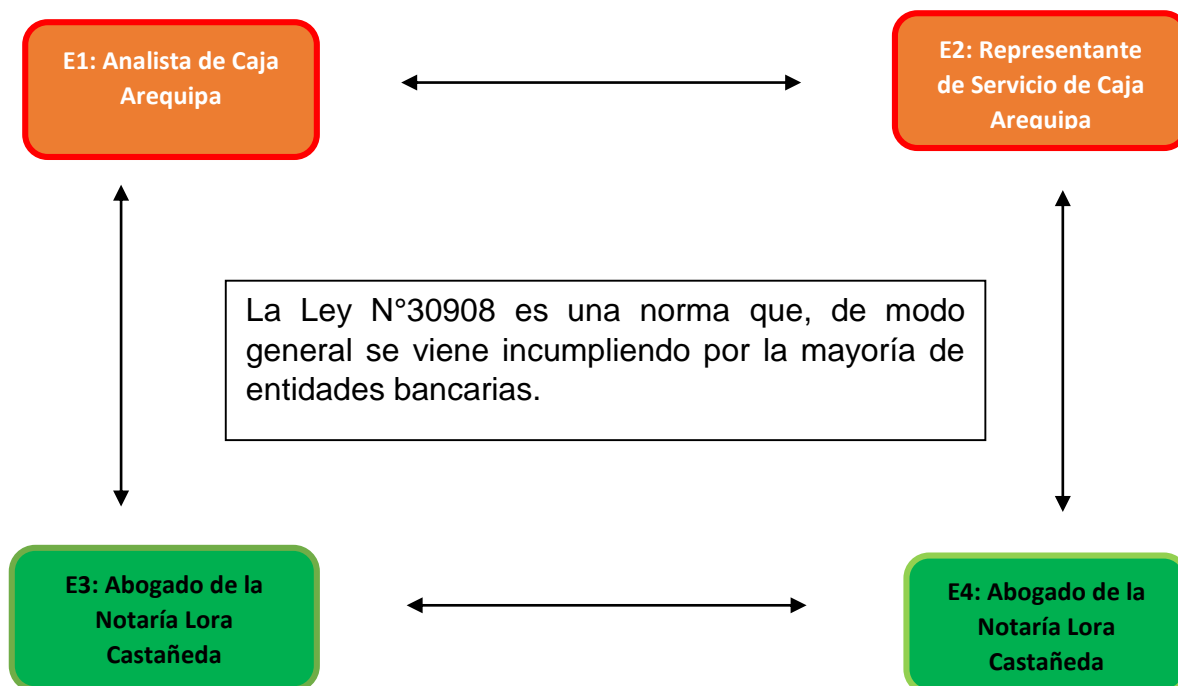 E1: Analista de Caja
Arequipa
E2: Representante
de Servicio de Caja
Arequipa
La Ley N°30908 es una norma que, de modo
general se viene incumpliendo por la mayoría de
entidades bancarias.
E3: Abogado de la
Notaría Lora
Castañeda
E4: Abogado de la
Notaría Lora
Castañeda